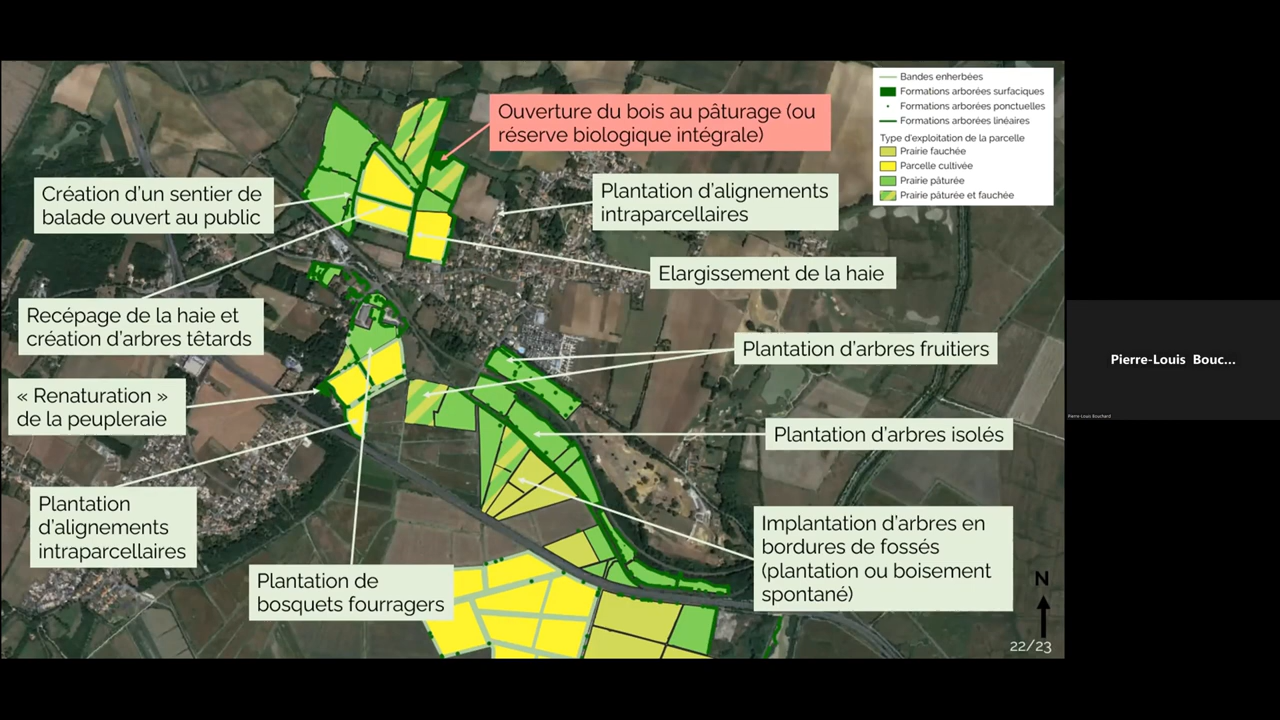 Bandes enherbées
Formations arborées surfaciques
Formations arborées ponctuelles
Formations arborées linéaires
Type d'exploitation de la parcelle
Prairie fauchée
Parcelle cultivée
Prairie pâturée
Prairie pâturée et fauchée
Ouverture du bois au pâturage (ou
réserve biologique intégrale)
Création d'un sentier de
balade ouvert au public
Plantation d'alignements
intraparcellaires
Elargissement de la haie
Recépage de la haie et
création d'arbres têtards
Plantation d'arbres fruitiers
« Renaturation »
de la peupleraie
Plantation d'arbres isolés
Plantation
d'alignements
intraparcellaires
Implantation d'arbres en
bordures de fossés
(plantation ou boisement
spontané)
Plantation de
bosquets fourragers
N
22/23
Pierre-Louis Bouc...
Pierre-Louis Bouchard